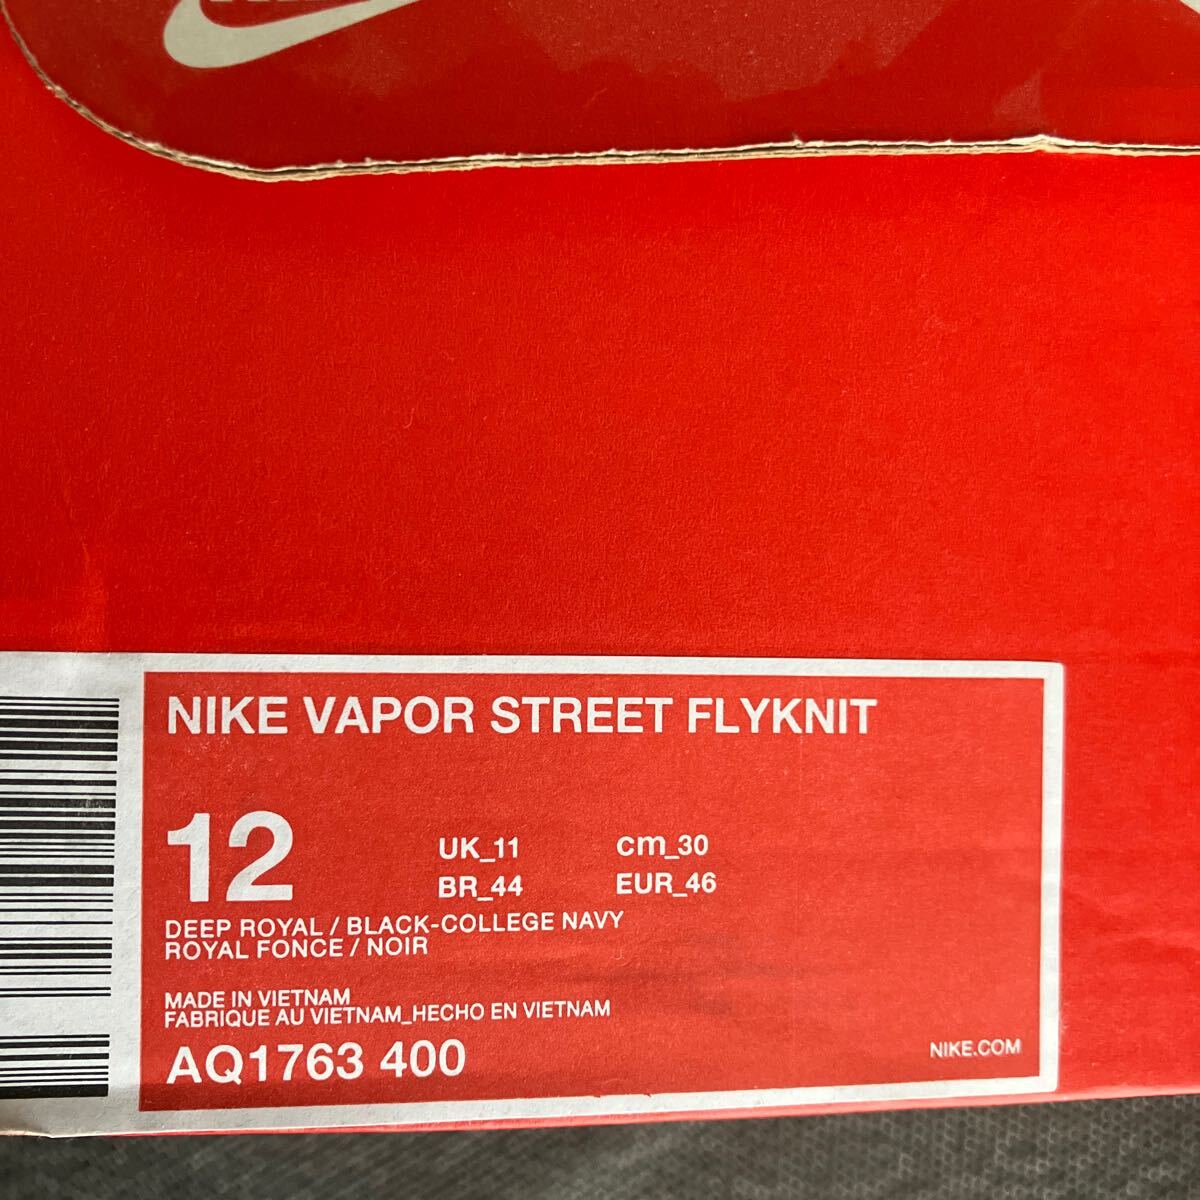 NIKE VAPOR STREET FLYKNIT
12
UK_11 cm_30
BR_44 EUR_46
DEEP ROYAL / BLACK-COLLEGE NAVY
ROYAL FONCE / NOIR
MADE IN VIETNAM
FABRIQUE AU VIETNAM_HECHO EN VIETNAM
AQ1763 400
NIKE.COM